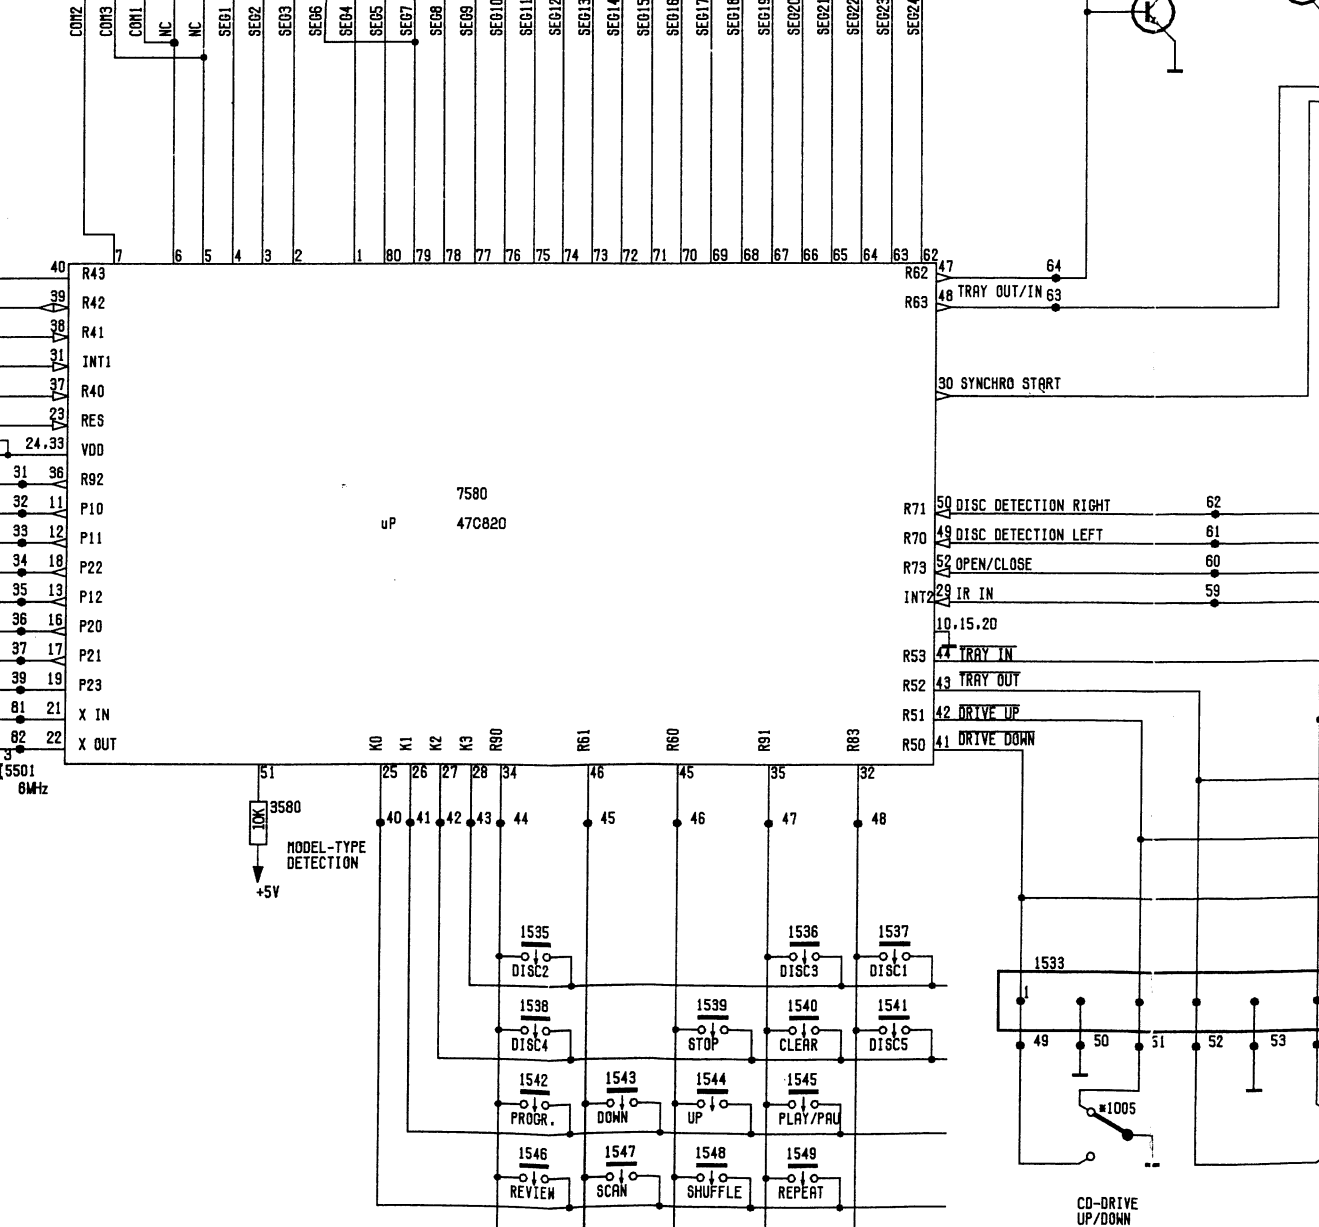 COM2 COM3 COM1 NC NC SEG1 SEG2 SEG3 SEG6 SEG4 SEG5 SEG7 SEG8 SEG9 SEG10 SEG11 SEG12 SEG13 SEG14 SEG15 SEG16 SEG17 SEG18 SEG19 SEG20 SEG21 SEG22 SEG23 SEG24
7 6 5 4 3 2 1 80 79 78 77 76 75 74 73 72 71 70 69 68 67 66 65 64 63 62
40 R43
39 R42
38 R41
31 INT1
37 R40
23 RES
24.33 VDD
31 36 R92
32 11 P10
33 12 P11
34 18 P22
35 13 P12
36 16 P20
37 17 P21
39 19 P23
81 21 X IN
82 22 X OUT
3
5501
6MHz
7580
uP 47C820
R62 47 64
R63 48 TRAY OUT/IN 63
30 SYNCHRO START
R71 50 DISC DETECTION RIGHT 62
R70 49 DISC DETECTION LEFT 61
R73 52 OPEN/CLOSE 60
INT2 29 IR IN 59
10.15.20
R53 44 TRAY IN
R52 43 TRAY OUT
R51 42 DRIVE UP
R50 41 DRIVE DOWN
K0 K1 K2 K3 R90 R61 R60 R91 R83
51 25 26 27 28 34 46 45 35 32
3580
10K
40 41 42 43 44 45 46 47 48
MODEL-TYPE
DETECTION
+5V
1535 1536 1537
DISC2 DISC3 DISC1
1538 1539 1540 1541
DISC4 STOP CLEAR DISC5
1542 1543 1544 1545
PROGR. DOWN UP PLAY/PAU
1546 1547 1548 1549
REVIEW SCAN SHUFFLE REPEAT
1533
1
49 50 51 52 53
*1005
CD-DRIVE
UP/DOWN